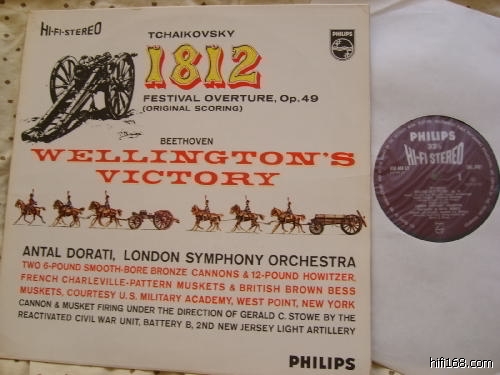 HI-FI-STEREO
TCHAIKOVSKY
PHILIPS
1812
FESTIVAL OVERTURE, Op. 49
(ORIGINAL SCORING)
BEETHOVEN
WELLINGTON'S
VICTORY
ANTAL DORATI, LONDON SYMPHONY ORCHESTRA
TWO 6-POUND SMOOTH-BORE BRONZE CANNONS & 12-POUND HOWITZER,
FRENCH CHARLEVILLE-PATTERN MUSKETS & BRITISH BROWN BESS
MUSKETS, COURTESY U.S. MILITARY ACADEMY, WEST POINT, NEW YORK
CANNON & MUSKET FIRING UNDER THE DIRECTION OF GERALD C. STOWE BY THE
REACTIVATED CIVIL WAR UNIT, BATTERY B, 2ND NEW JERSEY LIGHT ARTILLERY
PHILIPS
PHILIPS
33⅓
HI-FI STEREO
hifi168.com